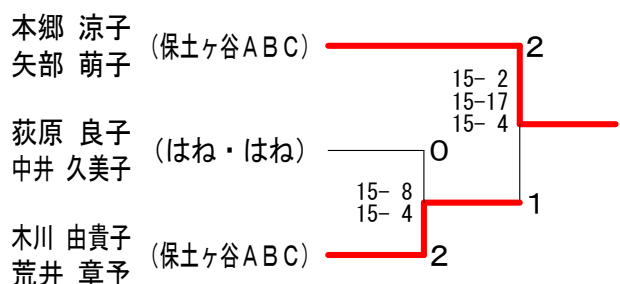 本郷 涼子
矢部 萌子
(保土ヶ谷ABC)
2
15- 2
15-17
15- 4
荻原 良子
中井 久美子
(はね・はね)
0
15- 8
15- 4
1
木川 由貴子
荒井 章予
(保土ヶ谷ABC)
2